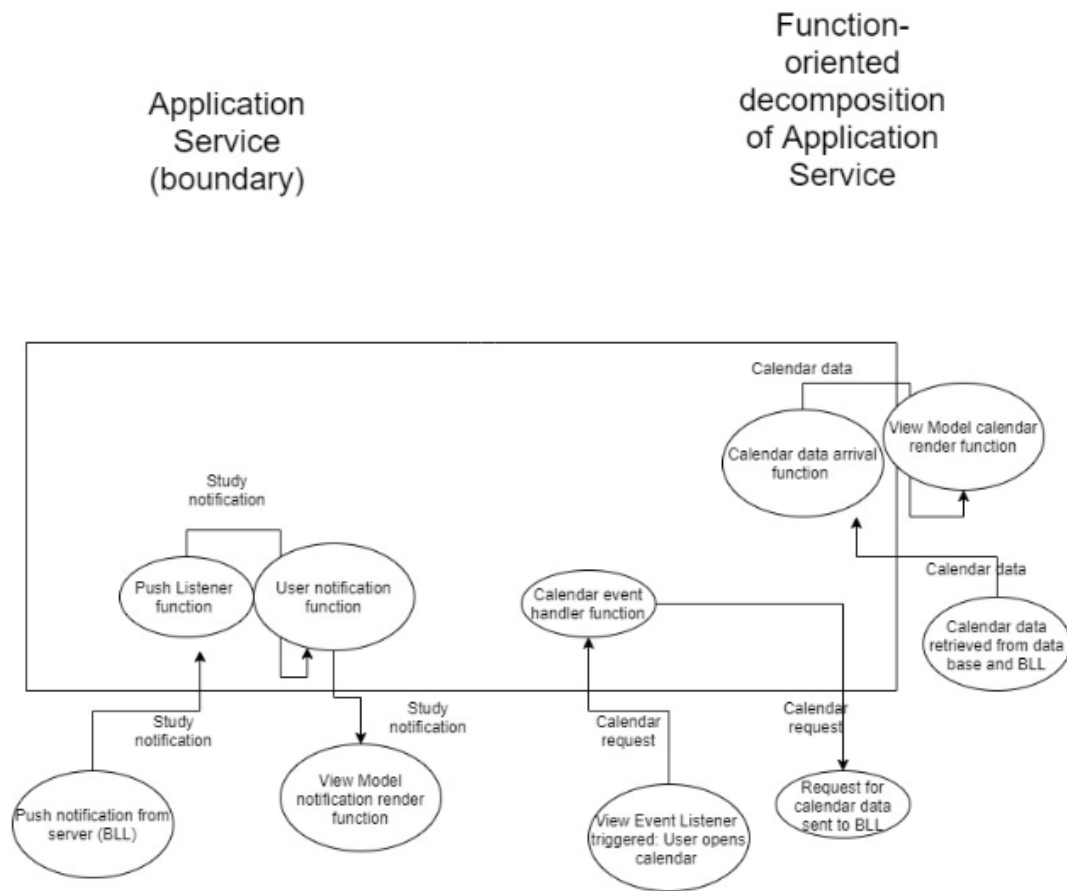 Function-
oriented
decomposition
of Application
Service
Application
Service
(boundary)
Calendar data
View Model calendar
render function
Calendar data arrival
function
Study
notification
Push Listener
function
User notification
function
Calendar event
handler function
Calendar data
Calendar data
retrieved from data
base and BLL
Study
notification
Study
notification
Calendar
request
Calendar
request
Push notification from
server (BLL)
View Model
notification render
function
View Event Listener
triggered: User opens
calendar
Request for
calendar data
sent to BLL